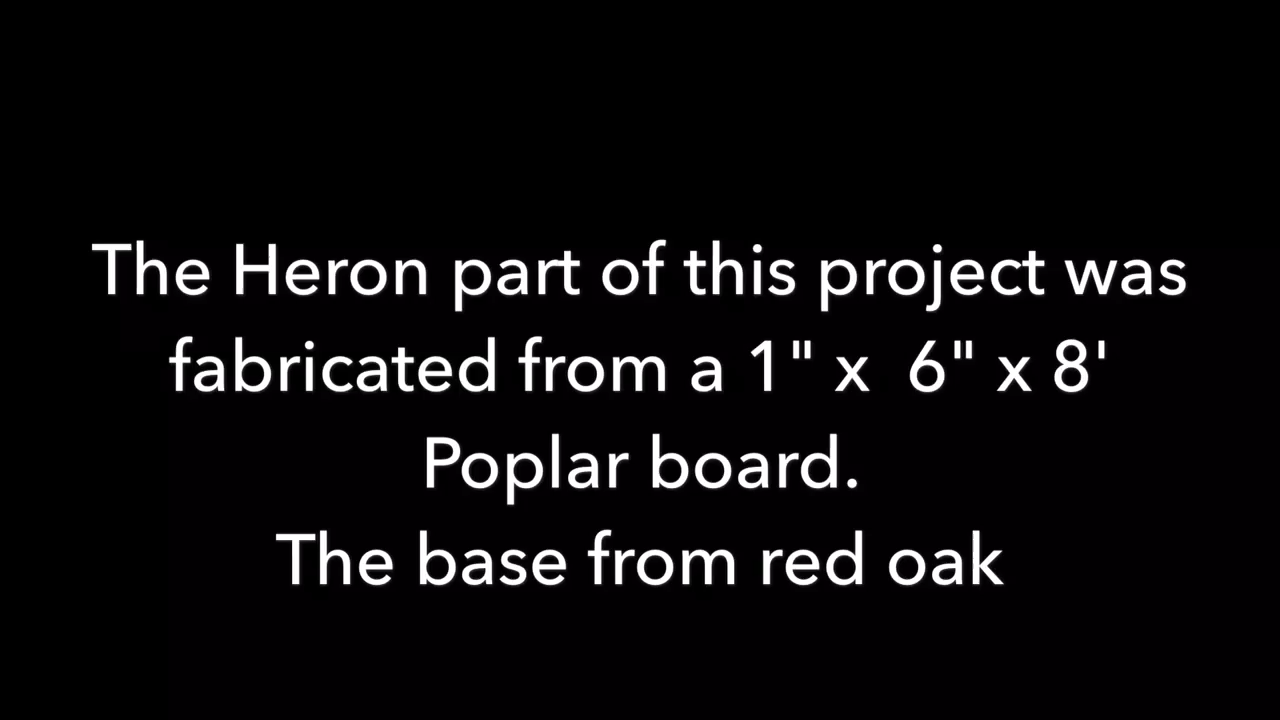 The Heron part of this project was
fabricated from a 1" x  6" x 8'
Poplar board.
The base from red oak